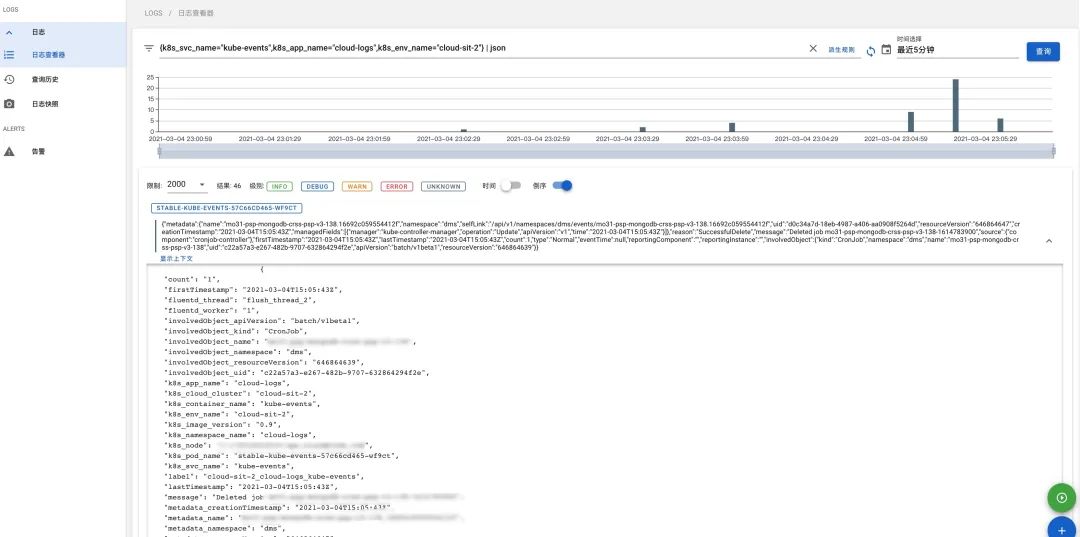 LOGS
日志
日志查看器
查询历史
日志快照
ALERTS
告警
LOGS / 日志查看器
{k8s_svc_name="kube-events",k8s_app_name="cloud-logs",k8s_env_name="cloud-sit-2"} | json
派生规则
时间选择
最近5分钟
查询
25
20
15
10
5
0
2021-03-04 23:00:59 2021-03-04 23:01:29 2021-03-04 23:01:59 2021-03-04 23:02:29 2021-03-04 23:02:59 2021-03-04 23:03:29 2021-03-04 23:03:59 2021-03-04 23:04:29 2021-03-04 23:04:59 2021-03-04 23:05:29
限制: 2000 结果: 46 级别: INFO DEBUG WARN ERROR UNKNOWN 时间 倒序
STABLE-KUBE-EVENTS-57C66CD465-WF9CT
{"metadata":{"name":"mo31-psp-mongodb-crss-psp-v3-138.16692c059554412f","namespace":"dms","selfLink":"/api/v1/namespaces/dms/events/mo31-psp-mongodb-crss-psp-v3-138.16692c059554412f","uid":"d0c34a7d-18eb-4987-a406-aa0908f5264d","resourceVersion":"646864647","cr
eationTimestamp":"2021-03-04T15:05:43Z","managedFields":[{"manager":"kube-controller-manager","operation":"Update","apiVersion":"v1","time":"2021-03-04T15:05:43Z"}]},"reason":"SuccessfulDelete","message":"Deleted job mo31-psp-mongodb-crss-psp-v3-138-1614783900","source":{"co
mponent":"cronjob-controller"},"firstTimestamp":"2021-03-04T15:05:43Z","lastTimestamp":"2021-03-04T15:05:43Z","count":1,"type":"Normal","eventTime":null,"reportingComponent":"","reportingInstance":"","involvedObject":{"kind":"CronJob","namespace":"dms","name":"mo31-psp-mongodb-cr
ss-psp-v3-138","uid":"c22a57a3-e267-482b-9707-632864294f2e","apiVersion":"batch/v1beta1","resourceVersion":"646864639"}}
显示上下文
{
"count": "1",
"firstTimestamp": "2021-03-04T15:05:43Z",
"fluentd_thread": "flush_thread_2",
"fluentd_worker": "1",
"involvedObject_apiVersion": "batch/v1beta1",
"involvedObject_kind": "CronJob",
"involvedObject_name":
"involvedObject_namespace": "dms",
"involvedObject_resourceVersion": "646864639",
"involvedObject_uid": "c22a57a3-e267-482b-9707-632864294f2e",
"k8s_app_name": "cloud-logs",
"k8s_cloud_cluster": "cloud-sit-2",
"k8s_container_name": "kube-events",
"k8s_env_name": "cloud-sit-2",
"k8s_image_version": "0.9",
"k8s_namespace_name": "cloud-logs",
"k8s_node":
"k8s_pod_name": "stable-kube-events-57c66cd465-wf9ct",
"k8s_svc_name": "kube-events",
"label": "cloud-sit-2_cloud-logs_kube-events",
"lastTimestamp": "2021-03-04T15:05:43Z",
"message": "Deleted job
"metadata_creationTimestamp": "2021-03-04T15:05:43Z",
"metadata_name":
"metadata_namespace": "dms",